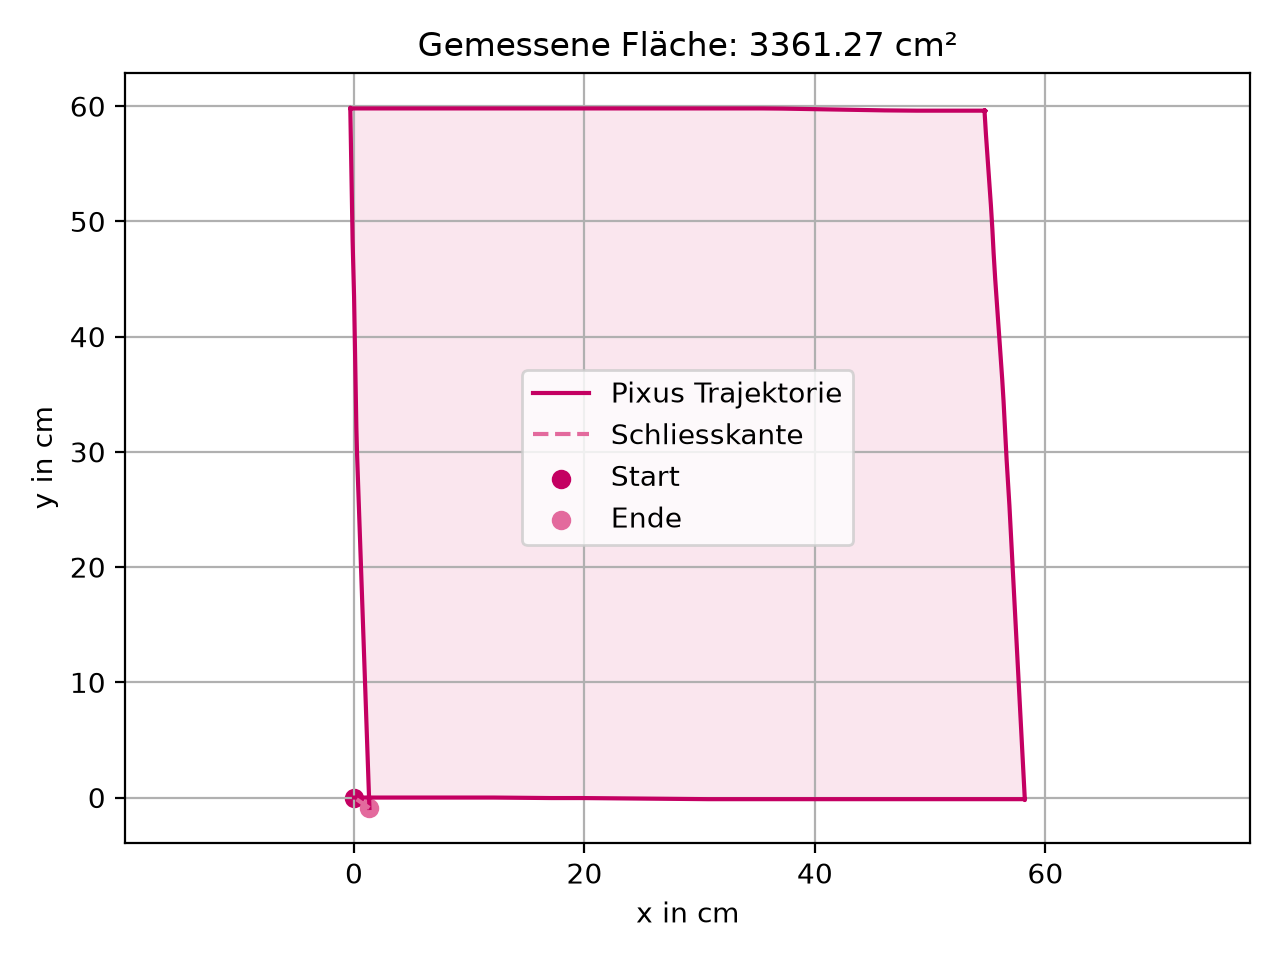 Gemessene Fläche: 3361.27 cm²
60
50
40
30
20
10
0
y in cm
Pixus Trajektorie
Schliesskante
Start
Ende
0
20
40
60
x in cm